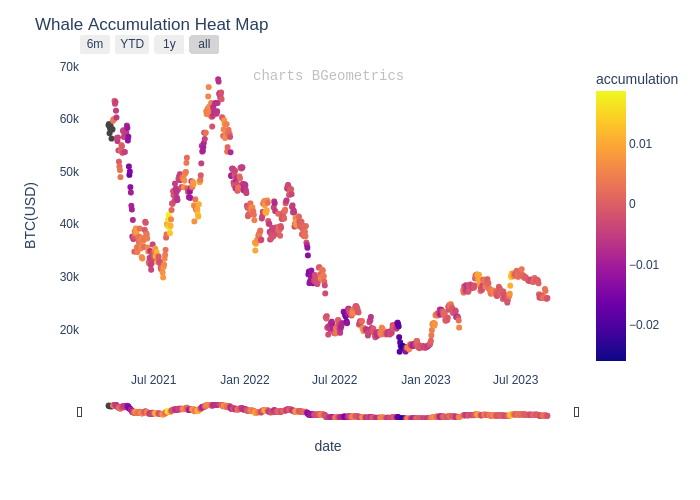 Whale Accumulation Heat Map
6m YTD 1y all
charts BGeometrics
accumulation
70k
60k
50k
40k
30k
20k
BTC(USD)
0.01
0
−0.01
−0.02
Jul 2021 Jan 2022 Jul 2022 Jan 2023 Jul 2023
date